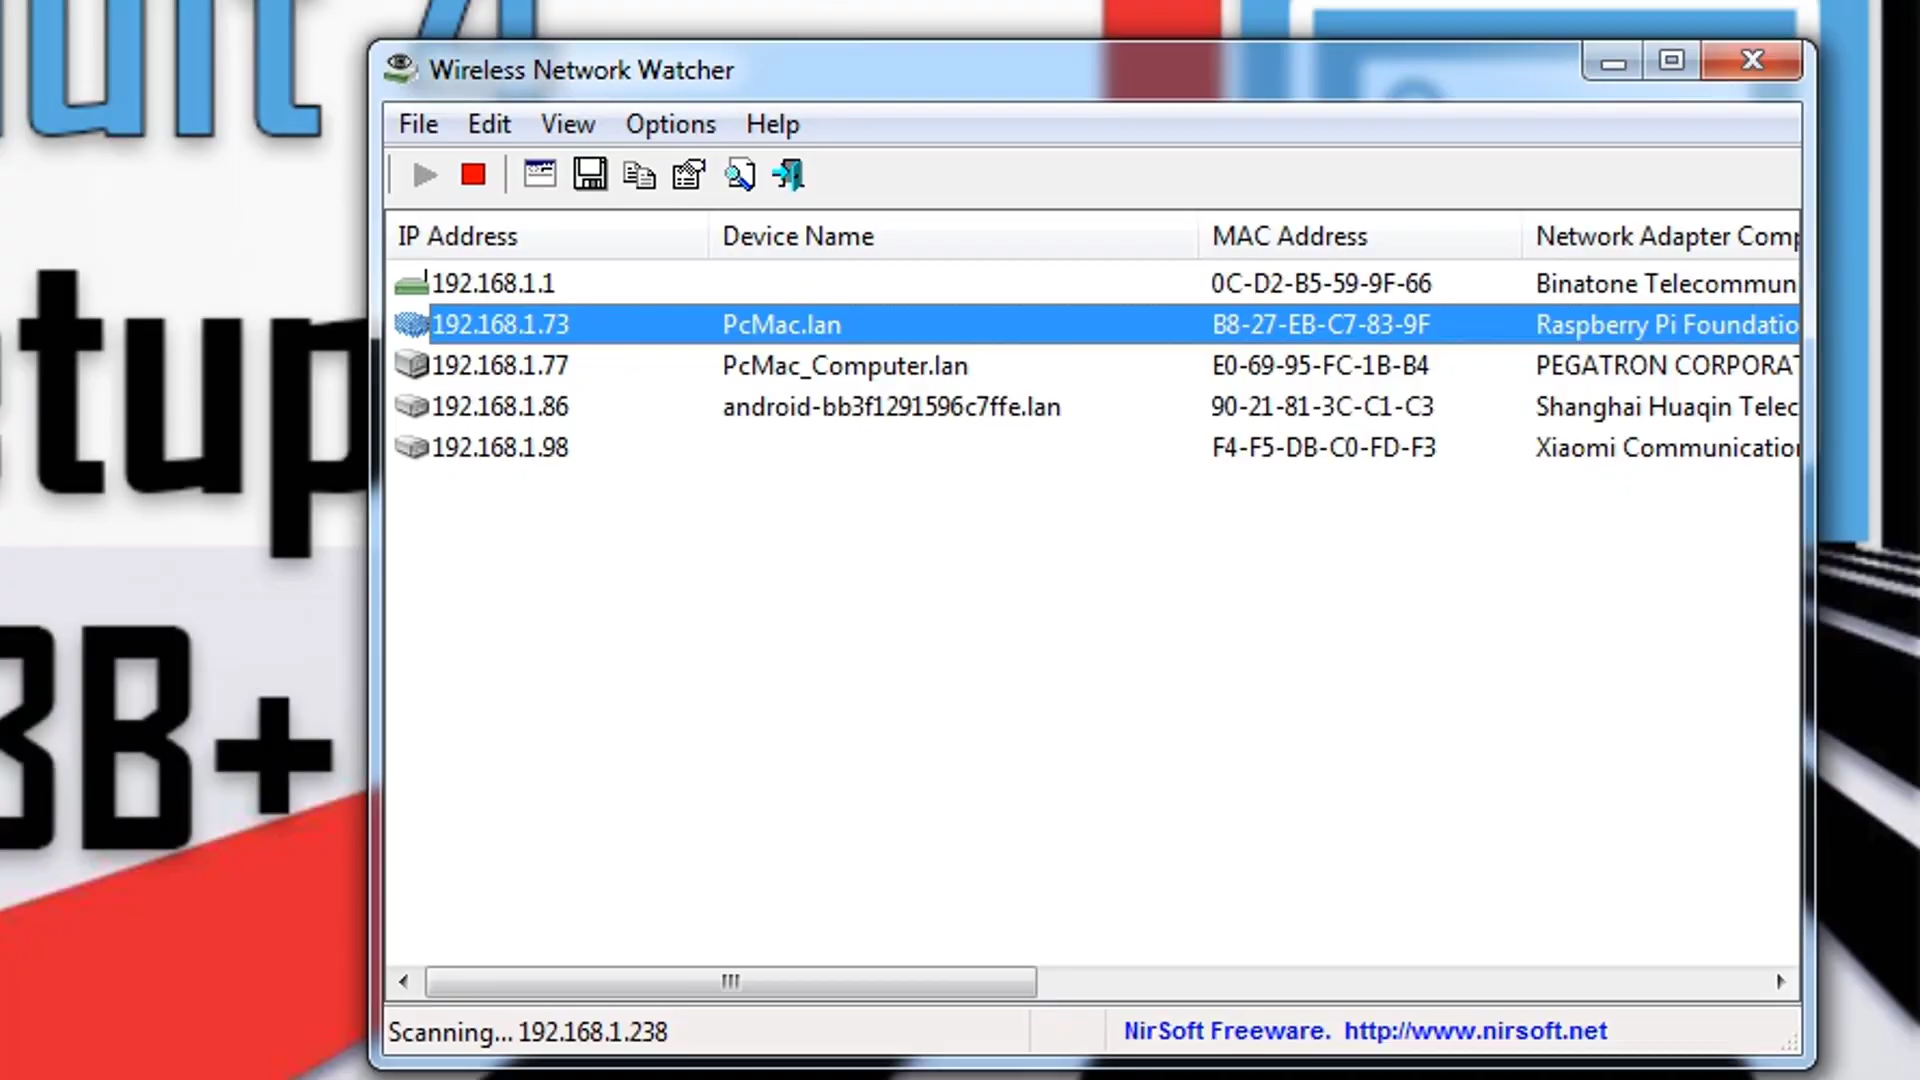 Wireless Network Watcher
File Edit View Options Help
IP Address Device Name MAC Address Network Adapter Comp
192.168.1.1 0C-D2-B5-59-9F-66 Binatone Telecommun
192.168.1.73 PcMac.lan B8-27-EB-C7-83-9F Raspberry Pi Foundatio
192.168.1.77 PcMac_Computer.lan E0-69-95-FC-1B-B4 PEGATRON CORPORAT
192.168.1.86 android-bb3f1291596c7ffe.lan 90-21-81-3C-C1-C3 Shanghai Huaqin Telec
192.168.1.98 F4-F5-DB-C0-FD-F3 Xiaomi Communication
Scanning... 192.168.1.238
NirSoft Freeware. http://www.nirsoft.net
etup
3B+